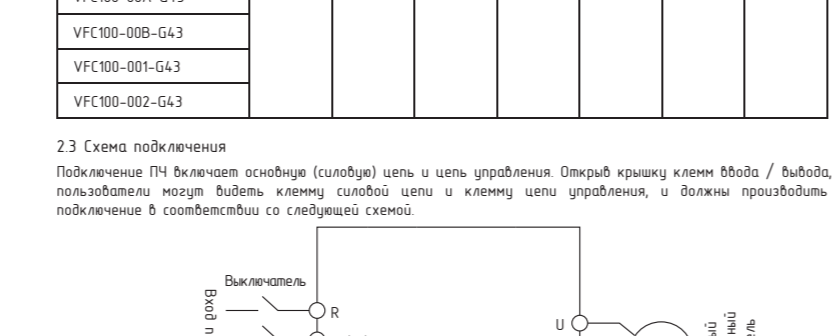 VFC100-00B-G43
VFC100-001-G43
VFC100-002-G43
2.3 Схема подключения
Подключение ПЧ включает основную (силовую) цепь и цепь управления. Открыв крышку клемм ввода / вывода,
пользователи могут видеть клемму силовой цепи и клемму цепи управления, и должны производить
подключение в соответствии со следующей схемой.
Выключатель
Вход
R
U